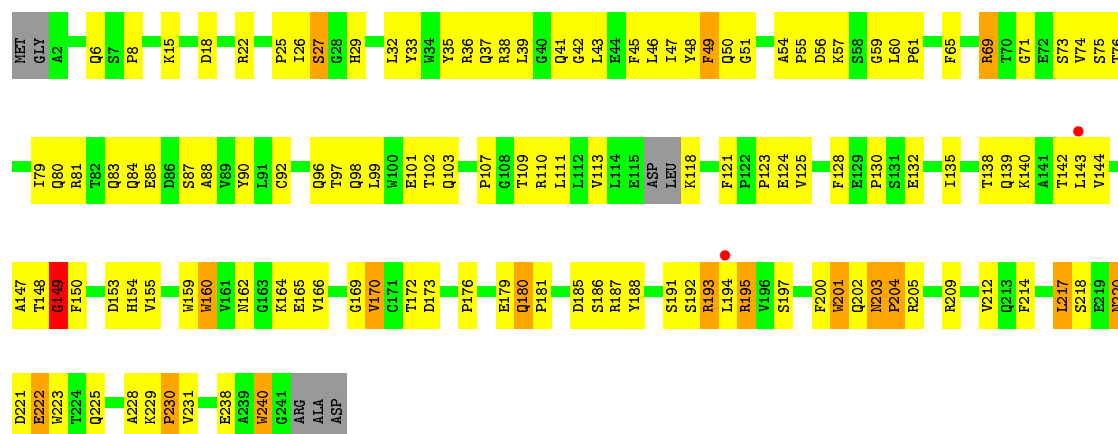 MET GLY A2 Q6 S7 P8 K15 D18 R22 P25 I26 S27 G28 H29 L32 Y33 W34 Y35 R36 Q37 R38 L39 G40 Q41 G42 L43 E44 F45 L46 I47 Y48 F49 Q50 G51 A54 P55 D56 K57 S58 G59 L60 P61 F65 R69 T70 G71 E72 S73 V74 S75 T76
I79 Q80 R81 T82 Q83 Q84 E85 D86 S87 A88 V89 Y90 L91 C92 Q96 T97 Q98 L99 W100 E101 T102 Q103 P107 G108 T109 R110 L111 L112 V113 L114 E115 ASP LEU K118 F121 P122 P123 E124 V125 F128 E129 P130 S131 E132 I135 T138 Q139 K140 A141 T142 L143 V144
A147 T148 G149 F150 D153 H154 V155 W159 W160 V161 N162 G163 K164 E165 V166 G169 V170 C171 T172 D173 P176 E179 Q180 P181 D185 S186 R187 Y188 S191 S192 R193 L194 R195 V196 S197 F200 W201 Q202 N203 P204 R205 R209 V212 Q213 F214 L217 S218 E219 N220
D221 E222 W223 T224 Q225 A228 K229 P230 V231 E238 A239 W240 G241 ARG ALA ASP